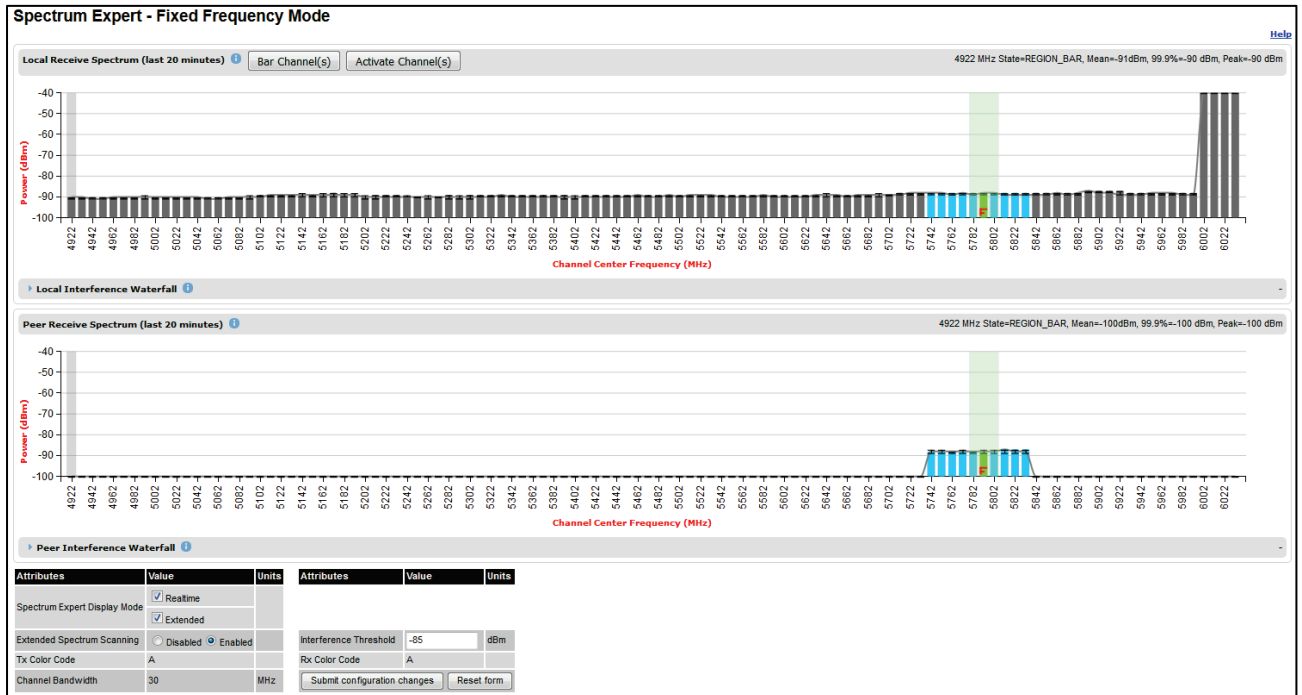 Spectrum Expert - Fixed Frequency Mode
Help
Local Receive Spectrum (last 20 minutes) i Bar Channel(s) Activate Channel(s) 4922 MHz State=REGION_BAR, Mean=-91dBm, 99.9%=-90 dBm, Peak=-90 dBm
Power (dBm)
-40
-50
-60
-70
-80
-90
-100
F
4922 4942 4962 4982 5002 5022 5042 5062 5082 5102 5122 5142 5162 5182 5202 5222 5242 5262 5282 5302 5322 5342 5362 5382 5402 5422 5442 5462 5482 5502 5522 5542 5562 5582 5602 5622 5642 5662 5682 5702 5722 5742 5762 5782 5802 5822 5842 5862 5882 5902 5922 5942 5962 5982 6002 6022
Channel Center Frequency (MHz)
Local Interference Waterfall i -
Peer Receive Spectrum (last 20 minutes) i 4922 MHz State=REGION_BAR, Mean=-100dBm, 99.9%=-100 dBm, Peak=-100 dBm
Power (dBm)
-40
-50
-60
-70
-80
-90
-100
F
4922 4942 4962 4982 5002 5022 5042 5062 5082 5102 5122 5142 5162 5182 5202 5222 5242 5262 5282 5302 5322 5342 5362 5382 5402 5422 5442 5462 5482 5502 5522 5542 5562 5582 5602 5622 5642 5662 5682 5702 5722 5742 5762 5782 5802 5822 5842 5862 5882 5902 5922 5942 5962 5982 6002 6022
Channel Center Frequency (MHz)
Peer Interference Waterfall i -
Attributes Value Units Attributes Value Units
Spectrum Expert Display Mode Realtime
Extended
Extended Spectrum Scanning Disabled Enabled Interference Threshold -85 dBm
Tx Color Code A Rx Color Code A
Channel Bandwidth 30 MHz Submit configuration changes Reset form